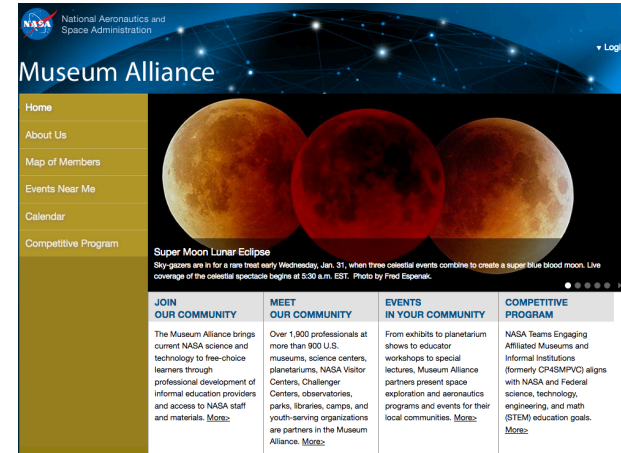 NASA
National Aeronautics and
Space Administration
▾ Logi
Museum Alliance
Home
About Us
Map of Members
Events Near Me
Calendar
Competitive Program
Super Moon Lunar Eclipse
Sky-gazers are in for a rare treat early Wednesday, Jan. 31, when three celestial events combine to create a super blue blood moon. Live
coverage of the celestial spectacle begins at 5:30 a.m. EST. Photo by Fred Espenak.
JOIN
OUR COMMUNITY
The Museum Alliance brings
current NASA science and
technology to free-choice
learners through
professional development of
informal education providers
and access to NASA staff
and materials. More>
MEET
OUR COMMUNITY
Over 1,900 professionals at
more than 900 U.S.
museums, science centers,
planetariums, NASA Visitor
Centers, Challenger
Centers, observatories,
parks, libraries, camps, and
youth-serving organizations
are partners in the Museum
Alliance. More>
EVENTS
IN YOUR COMMUNITY
From exhibits to planetarium
shows to educator
workshops to special
lectures, Museum Alliance
partners present space
exploration and aeronautics
programs and events for their
local communities. More>
COMPETITIVE
PROGRAM
NASA Teams Engaging
Affiliated Museums and
Informal Institutions
(formerly CP4SMPVC) aligns
with NASA and Federal
science, technology,
engineering, and math
(STEM) education goals.
More>